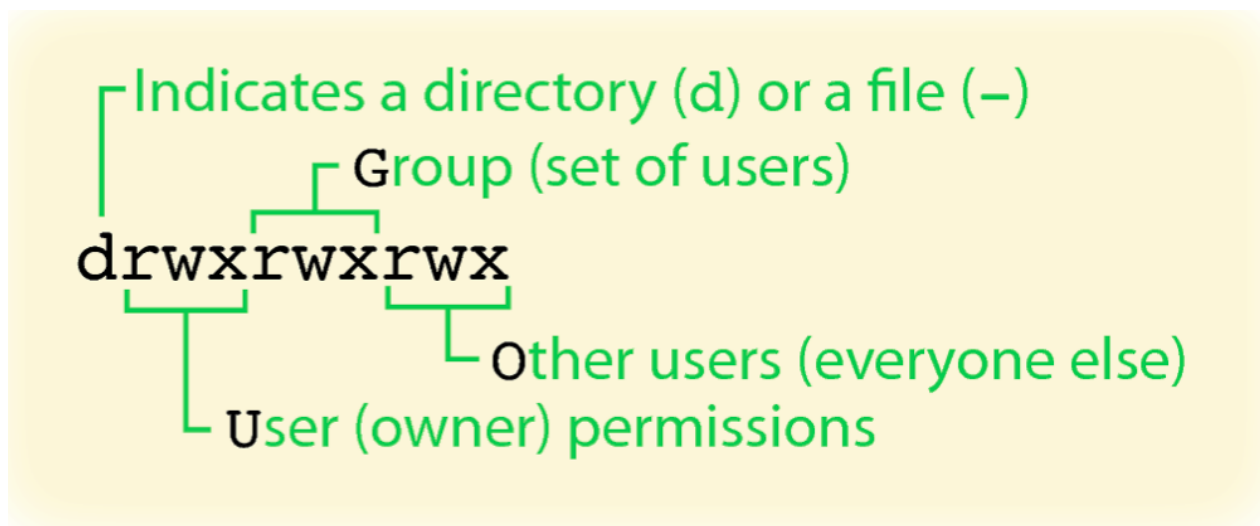 Indicates a directory (d) or a file (–)
Group (set of users)
drwxrwxrwx
Other users (everyone else)
User (owner) permissions